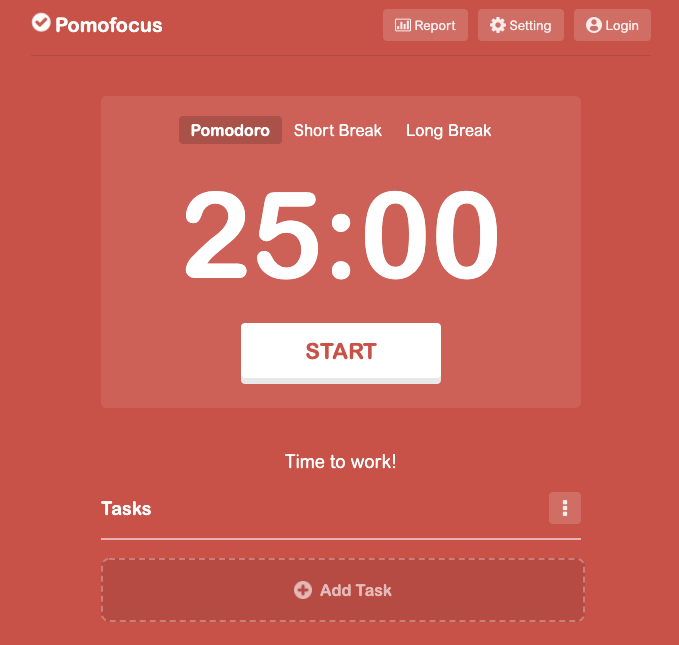 Pomofocus
Report
Setting
Login
Pomodoro
Short Break
Long Break
25:00
START
Time to work!
Tasks
Add Task